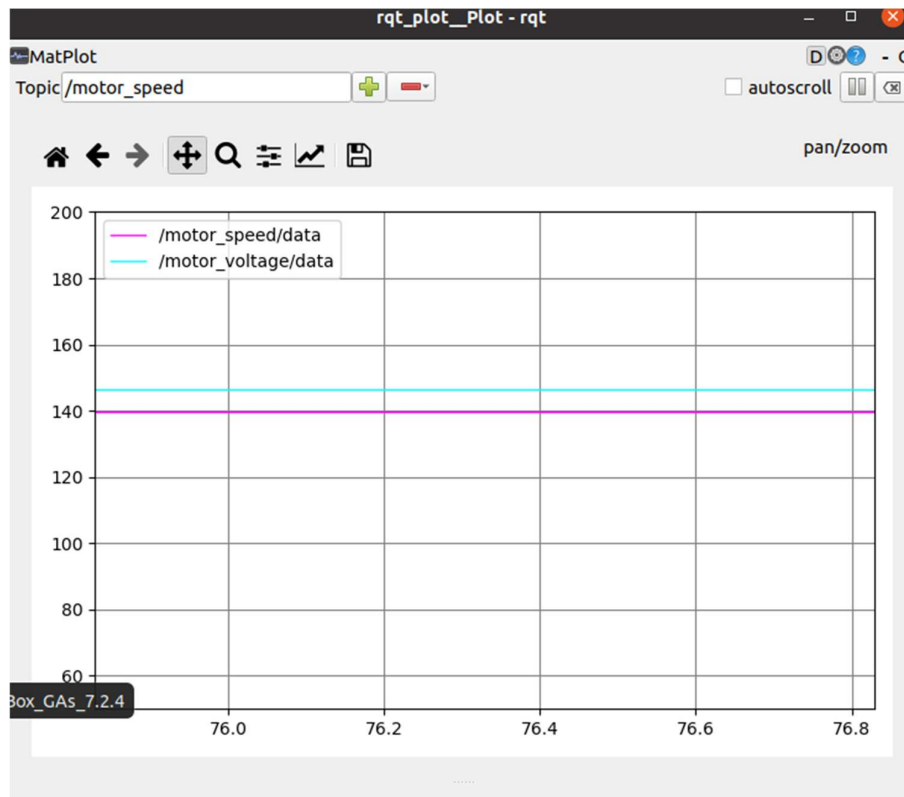 rqt_plot__Plot - rqt
MatPlot
D
?
-
Topic /motor_speed
autoscroll
pan/zoom
/motor_speed/data
/motor_voltage/data
200
180
160
140
120
100
80
60
Box_GAs_7.2.4
76.0 76.2 76.4 76.6 76.8